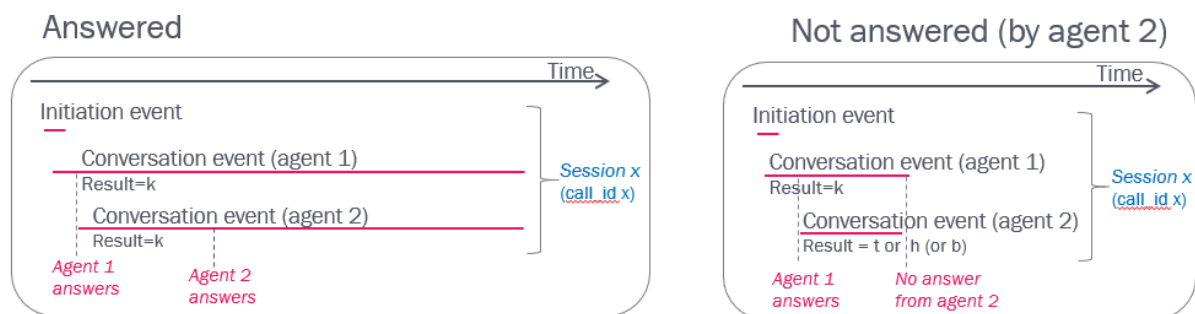 Answered
Time
Initiation event
Conversation event (agent 1)
Result=k
Conversation event (agent 2)
Result=k
Agent 1
answers
Agent 2
answers
Session x
(call_id x)
Not answered (by agent 2)
Time
Initiation event
Conversation event (agent 1)
Result=k
Conversation event (agent 2)
Result = t or h (or b)
Agent 1
answers
No answer
from agent 2
Session x
(call_id x)